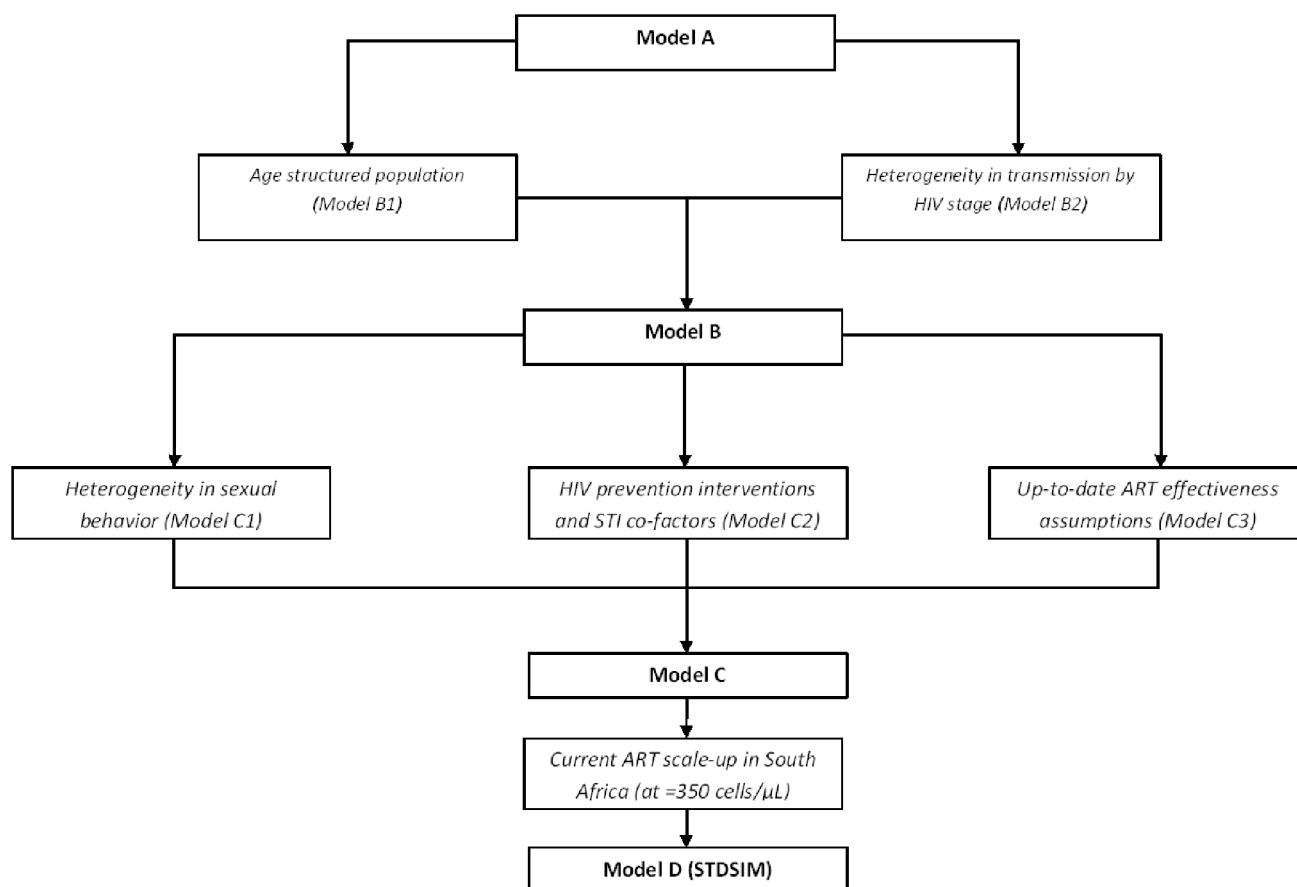 Model A
Age structured population
(Model B1)
Heterogeneity in transmission by
HIV stage (Model B2)
Model B
Heterogeneity in sexual
behavior (Model C1)
HIV prevention interventions
and STI co-factors (Model C2)
Up-to-date ART effectiveness
assumptions (Model C3)
Model C
Current ART scale-up in South
Africa (at =350 cells/µL)
Model D (STDSIM)